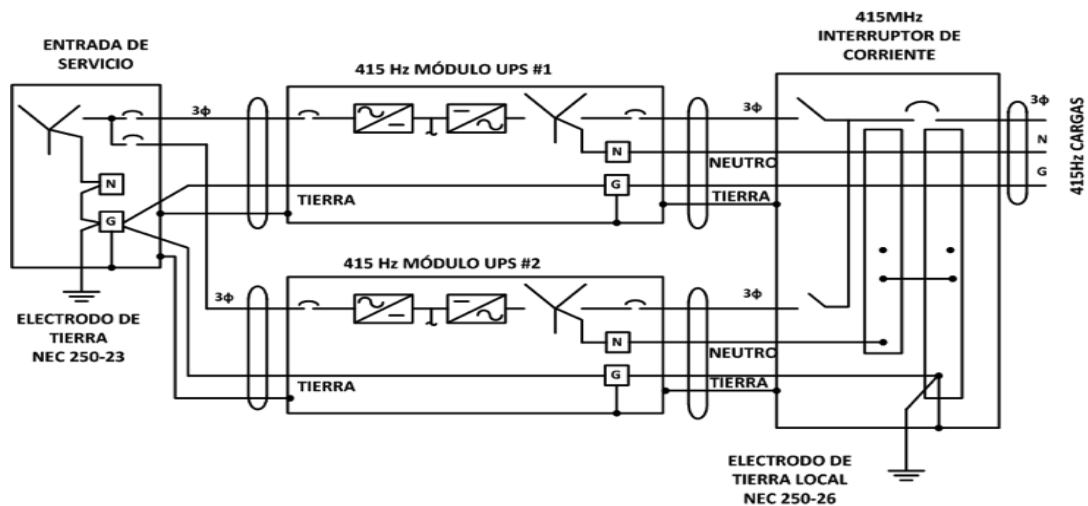 ENTRADA DE
SERVICIO
415 Hz MÓDULO UPS #1
415MHz
INTERRUPTOR DE
CORRIENTE
3ɸ
3ɸ
3ɸ
N
N
NEUTRO
N
G
G
TIERRA
TIERRA
G
415Hz CARGAS
415 Hz MÓDULO UPS #2
3ɸ
3ɸ
N
NEUTRO
G
TIERRA
TIERRA
ELECTRODO DE
TIERRA
NEC 250-23
ELECTRODO DE
TIERRA LOCAL
NEC 250-26